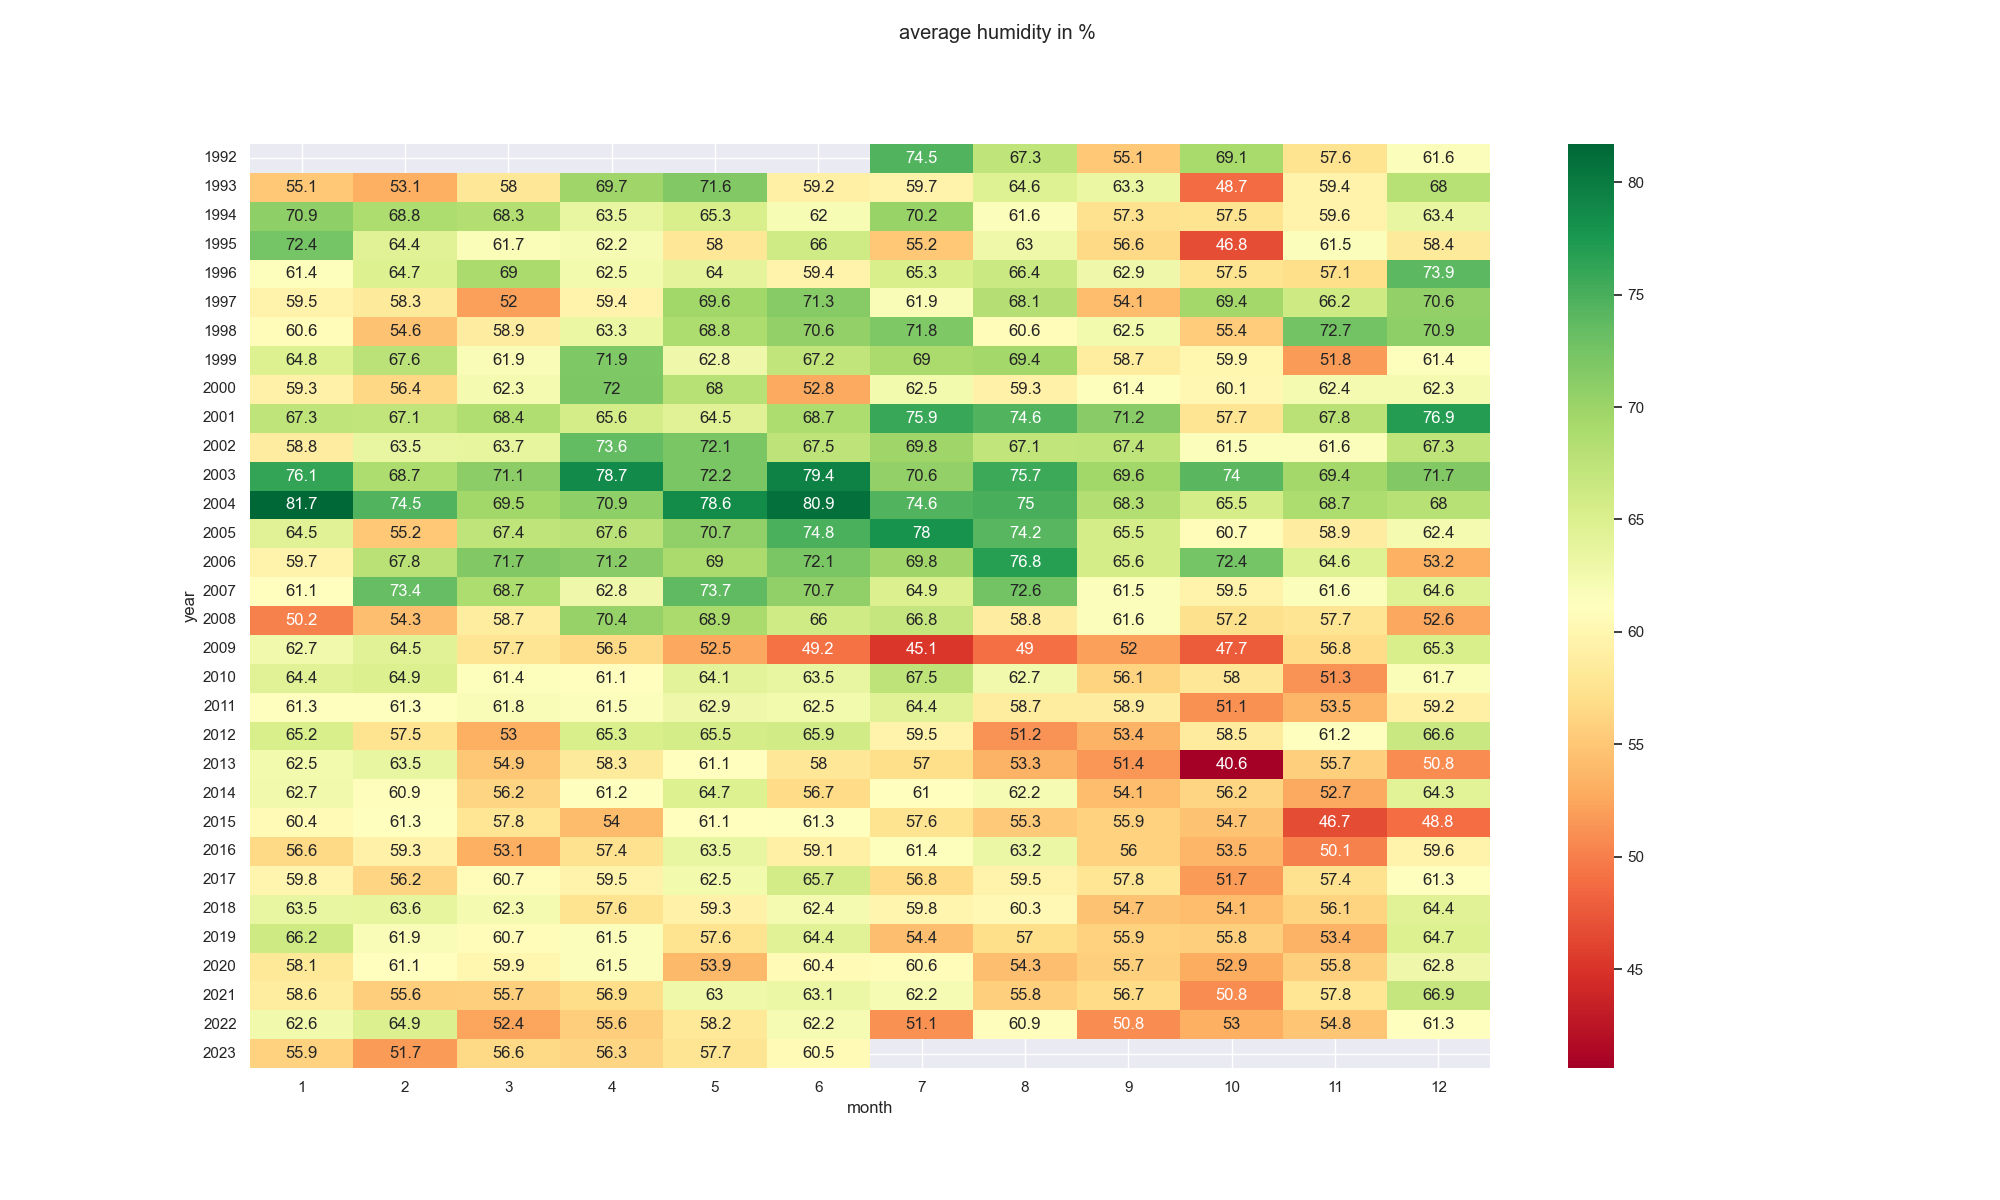 average humidity in %
1992 74.5 67.3 55.1 69.1 57.6 61.6
1993 55.1 53.1 58 69.7 71.6 59.2 59.7 64.6 63.3 48.7 59.4 68
80
1994 70.9 68.8 68.3 63.5 65.3 62 70.2 61.6 57.3 57.5 59.6 63.4
1995 72.4 64.4 61.7 62.2 58 66 55.2 63 56.6 46.8 61.5 58.4
1996 61.4 64.7 69 62.5 64 59.4 65.3 66.4 62.9 57.5 57.1 73.9
75
1997 59.5 58.3 52 59.4 69.6 71.3 61.9 68.1 54.1 69.4 66.2 70.6
1998 60.6 54.6 58.9 63.3 68.8 70.6 71.8 60.6 62.5 55.4 72.7 70.9
1999 64.8 67.6 61.9 71.9 62.8 67.2 69 69.4 58.7 59.9 51.8 61.4
2000 59.3 56.4 62.3 72 68 52.8 62.5 59.3 61.4 60.1 62.4 62.3
70
2001 67.3 67.1 68.4 65.6 64.5 68.7 75.9 74.6 71.2 57.7 67.8 76.9
2002 58.8 63.5 63.7 73.6 72.1 67.5 69.8 67.1 67.4 61.5 61.6 67.3
2003 76.1 68.7 71.1 78.7 72.2 79.4 70.6 75.7 69.6 74 69.4 71.7
2004 81.7 74.5 69.5 70.9 78.6 80.9 74.6 75 68.3 65.5 68.7 68
65
2005 64.5 55.2 67.4 67.6 70.7 74.8 78 74.2 65.5 60.7 58.9 62.4
2006 59.7 67.8 71.7 71.2 69 72.1 69.8 76.8 65.6 72.4 64.6 53.2
2007 61.1 73.4 68.7 62.8 73.7 70.7 64.9 72.6 61.5 59.5 61.6 64.6
year
2008 50.2 54.3 58.7 70.4 68.9 66 66.8 58.8 61.6 57.2 57.7 52.6
60
2009 62.7 64.5 57.7 56.5 52.5 49.2 45.1 49 52 47.7 56.8 65.3
2010 64.4 64.9 61.4 61.1 64.1 63.5 67.5 62.7 56.1 58 51.3 61.7
2011 61.3 61.3 61.8 61.5 62.9 62.5 64.4 58.7 58.9 51.1 53.5 59.2
2012 65.2 57.5 53 65.3 65.5 65.9 59.5 51.2 53.4 58.5 61.2 66.6
55
2013 62.5 63.5 54.9 58.3 61.1 58 57 53.3 51.4 40.6 55.7 50.8
2014 62.7 60.9 56.2 61.2 64.7 56.7 61 62.2 54.1 56.2 52.7 64.3
2015 60.4 61.3 57.8 54 61.1 61.3 57.6 55.3 55.9 54.7 46.7 48.8
2016 56.6 59.3 53.1 57.4 63.5 59.1 61.4 63.2 56 53.5 50.1 59.6
50
2017 59.8 56.2 60.7 59.5 62.5 65.7 56.8 59.5 57.8 51.7 57.4 61.3
2018 63.5 63.6 62.3 57.6 59.3 62.4 59.8 60.3 54.7 54.1 56.1 64.4
2019 66.2 61.9 60.7 61.5 57.6 64.4 54.4 57 55.9 55.8 53.4 64.7
2020 58.1 61.1 59.9 61.5 53.9 60.4 60.6 54.3 55.7 52.9 55.8 62.8
45
2021 58.6 55.6 55.7 56.9 63 63.1 62.2 55.8 56.7 50.8 57.8 66.9
2022 62.6 64.9 52.4 55.6 58.2 62.2 51.1 60.9 50.8 53 54.8 61.3
2023 55.9 51.7 56.6 56.3 57.7 60.5
1 2 3 4 5 6 7 8 9 10 11 12
month